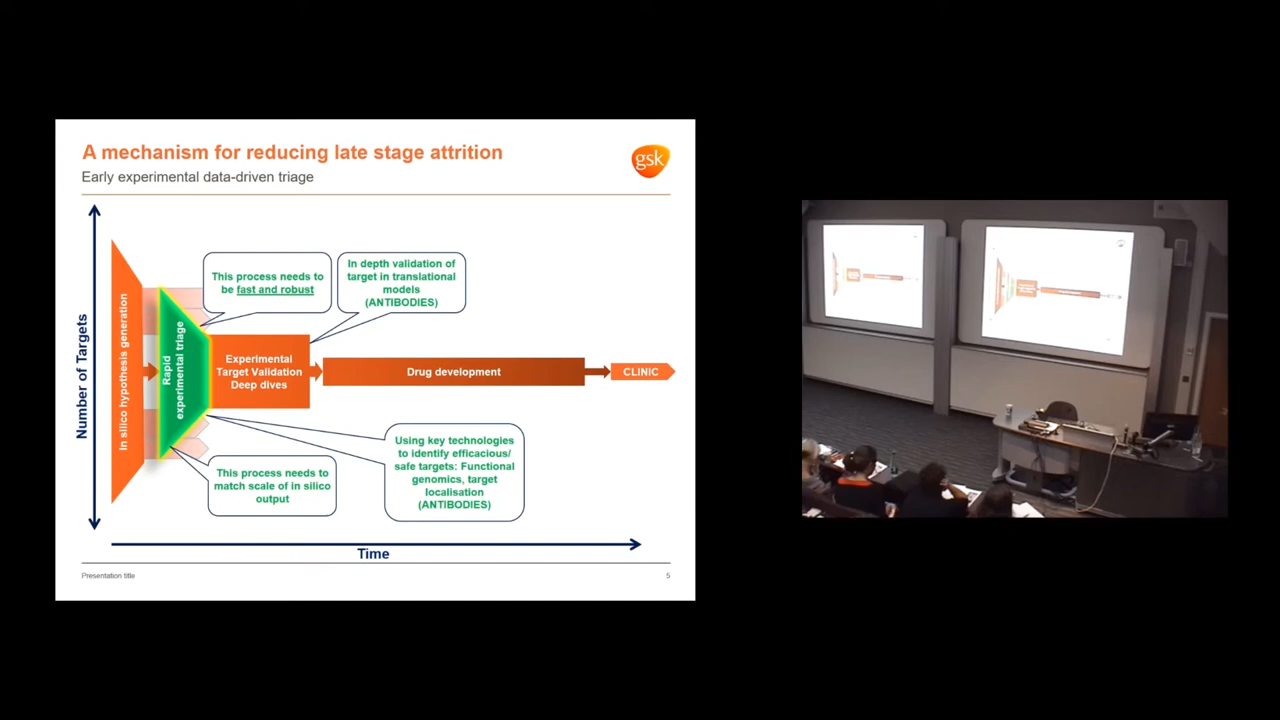 A mechanism for reducing late stage attrition
Early experimental data-driven triage
gsk
Number of Targets
In silico hypothesis generation
Rapid
experimental triage
This process needs to
be fast and robust
In depth validation of
target in translational
models
(ANTIBODIES)
Experimental
Target Validation
Deep dives
Drug development
CLINIC
This process needs to
match scale of in silico
output
Using key technologies
to identify efficacious/
safe targets: Functional
genomics, target
localisation
(ANTIBODIES)
Time
Presentation title
5